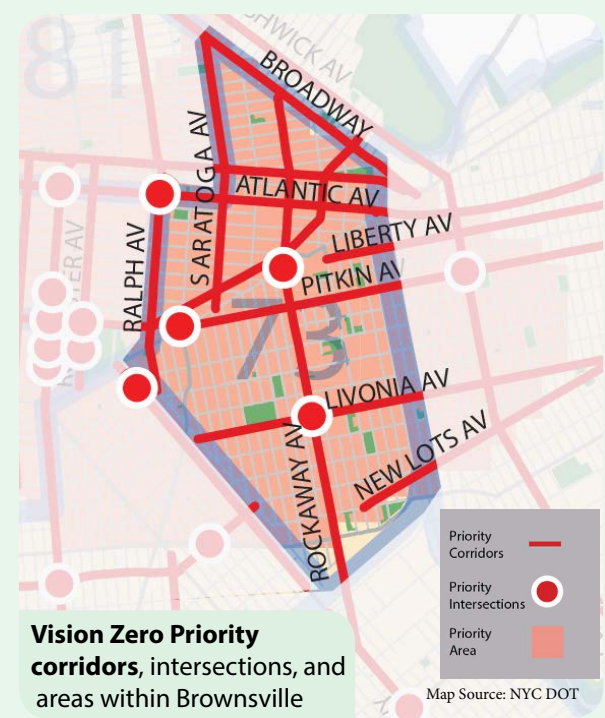 81
SHWICK AV
BROADWAY
SARATOGA AV
ATLANTIC AV
LIBERTY AV
RALPH AV
PITKIN AV
73
LIVONIA AV
ROCKAWAY AV
NEW LOTS AV
Priority
Corridors
Priority
Intersections
Priority
Area
Vision Zero Priority
corridors, intersections, and
areas within Brownsville
Map Source: NYC DOT